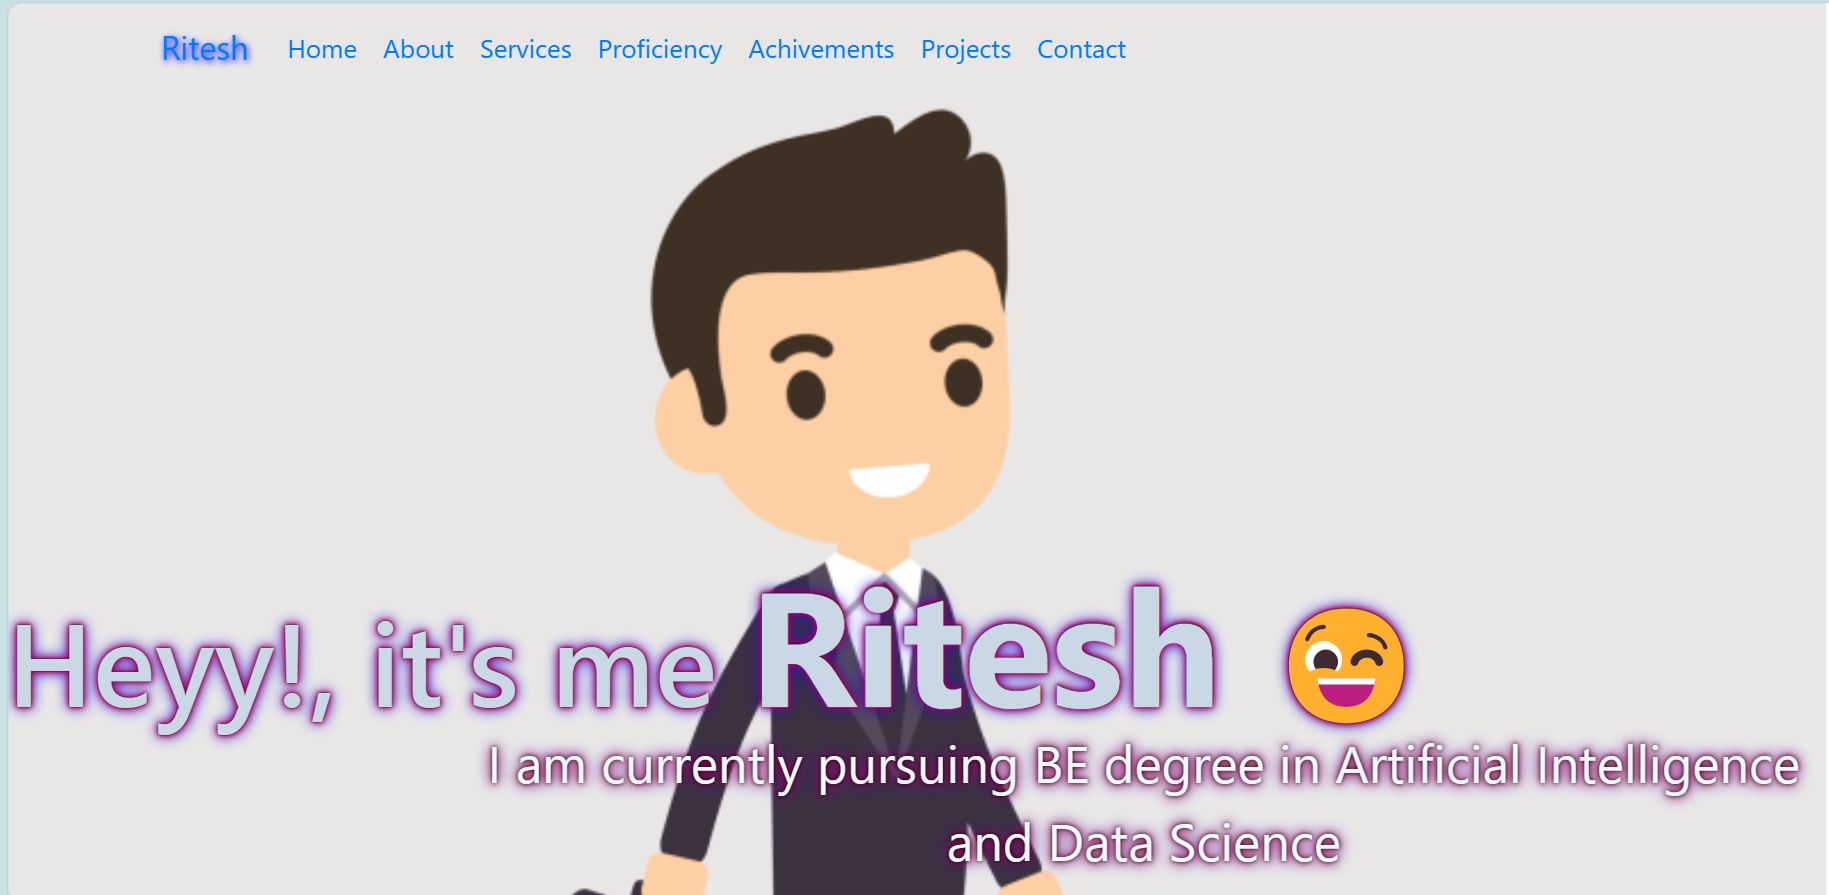 Ritesh Home About Services Proficiency Achivements Projects Contact
Heyy!, it's me Ritesh 😉
I am currently pursuing BE degree in Artificial Intelligence
and Data Science